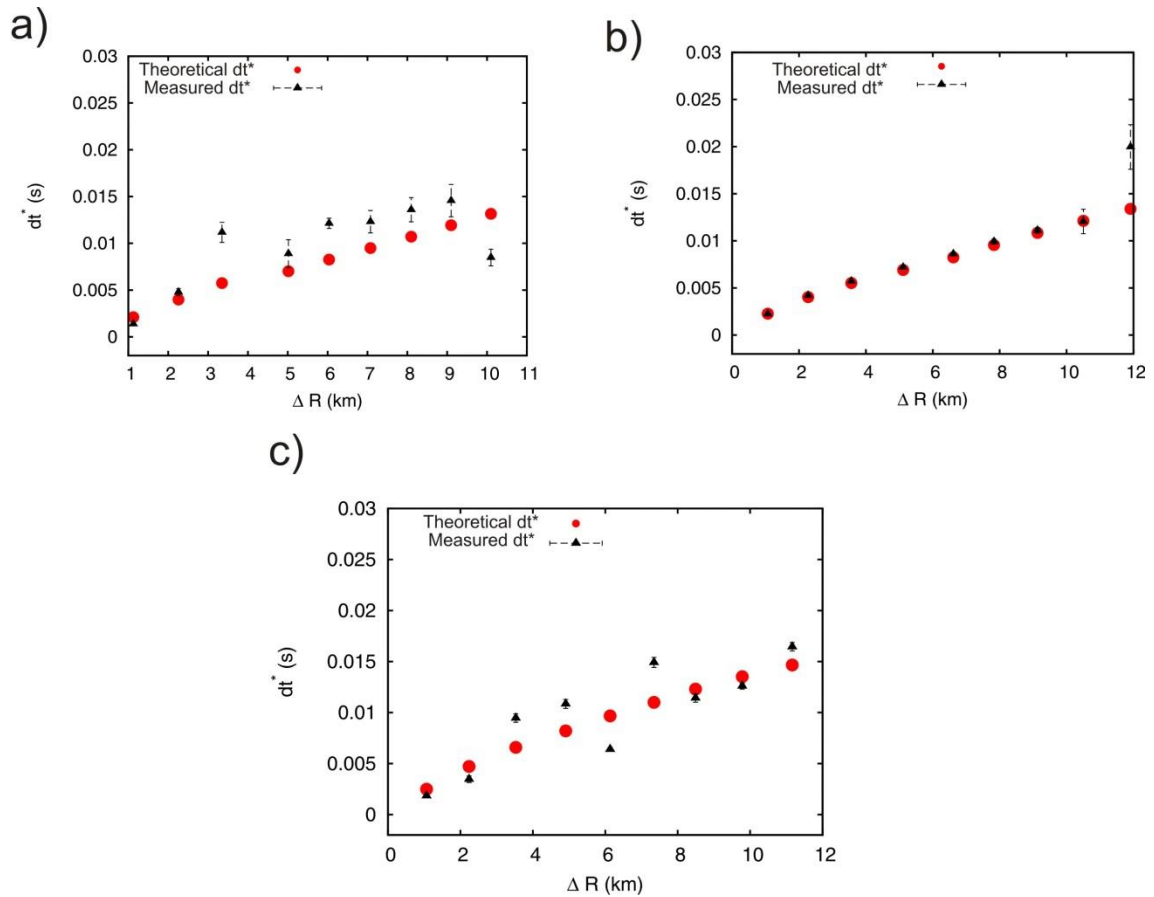 a)
0.03
0.025
0.02
0.015
0.01
0.005
0
Theoretical dt*
Measured dt*
dt* (s)
1 2 3 4 5 6 7 8 9 10 11
Δ R (km)
b)
0.03
0.025
0.02
0.015
0.01
0.005
0
Theoretical dt*
Measured dt*
dt* (s)
0 2 4 6 8 10 12
Δ R (km)
c)
0.03
0.025
0.02
0.015
0.01
0.005
0
Theoretical dt*
Measured dt*
dt* (s)
0 2 4 6 8 10 12
Δ R (km)